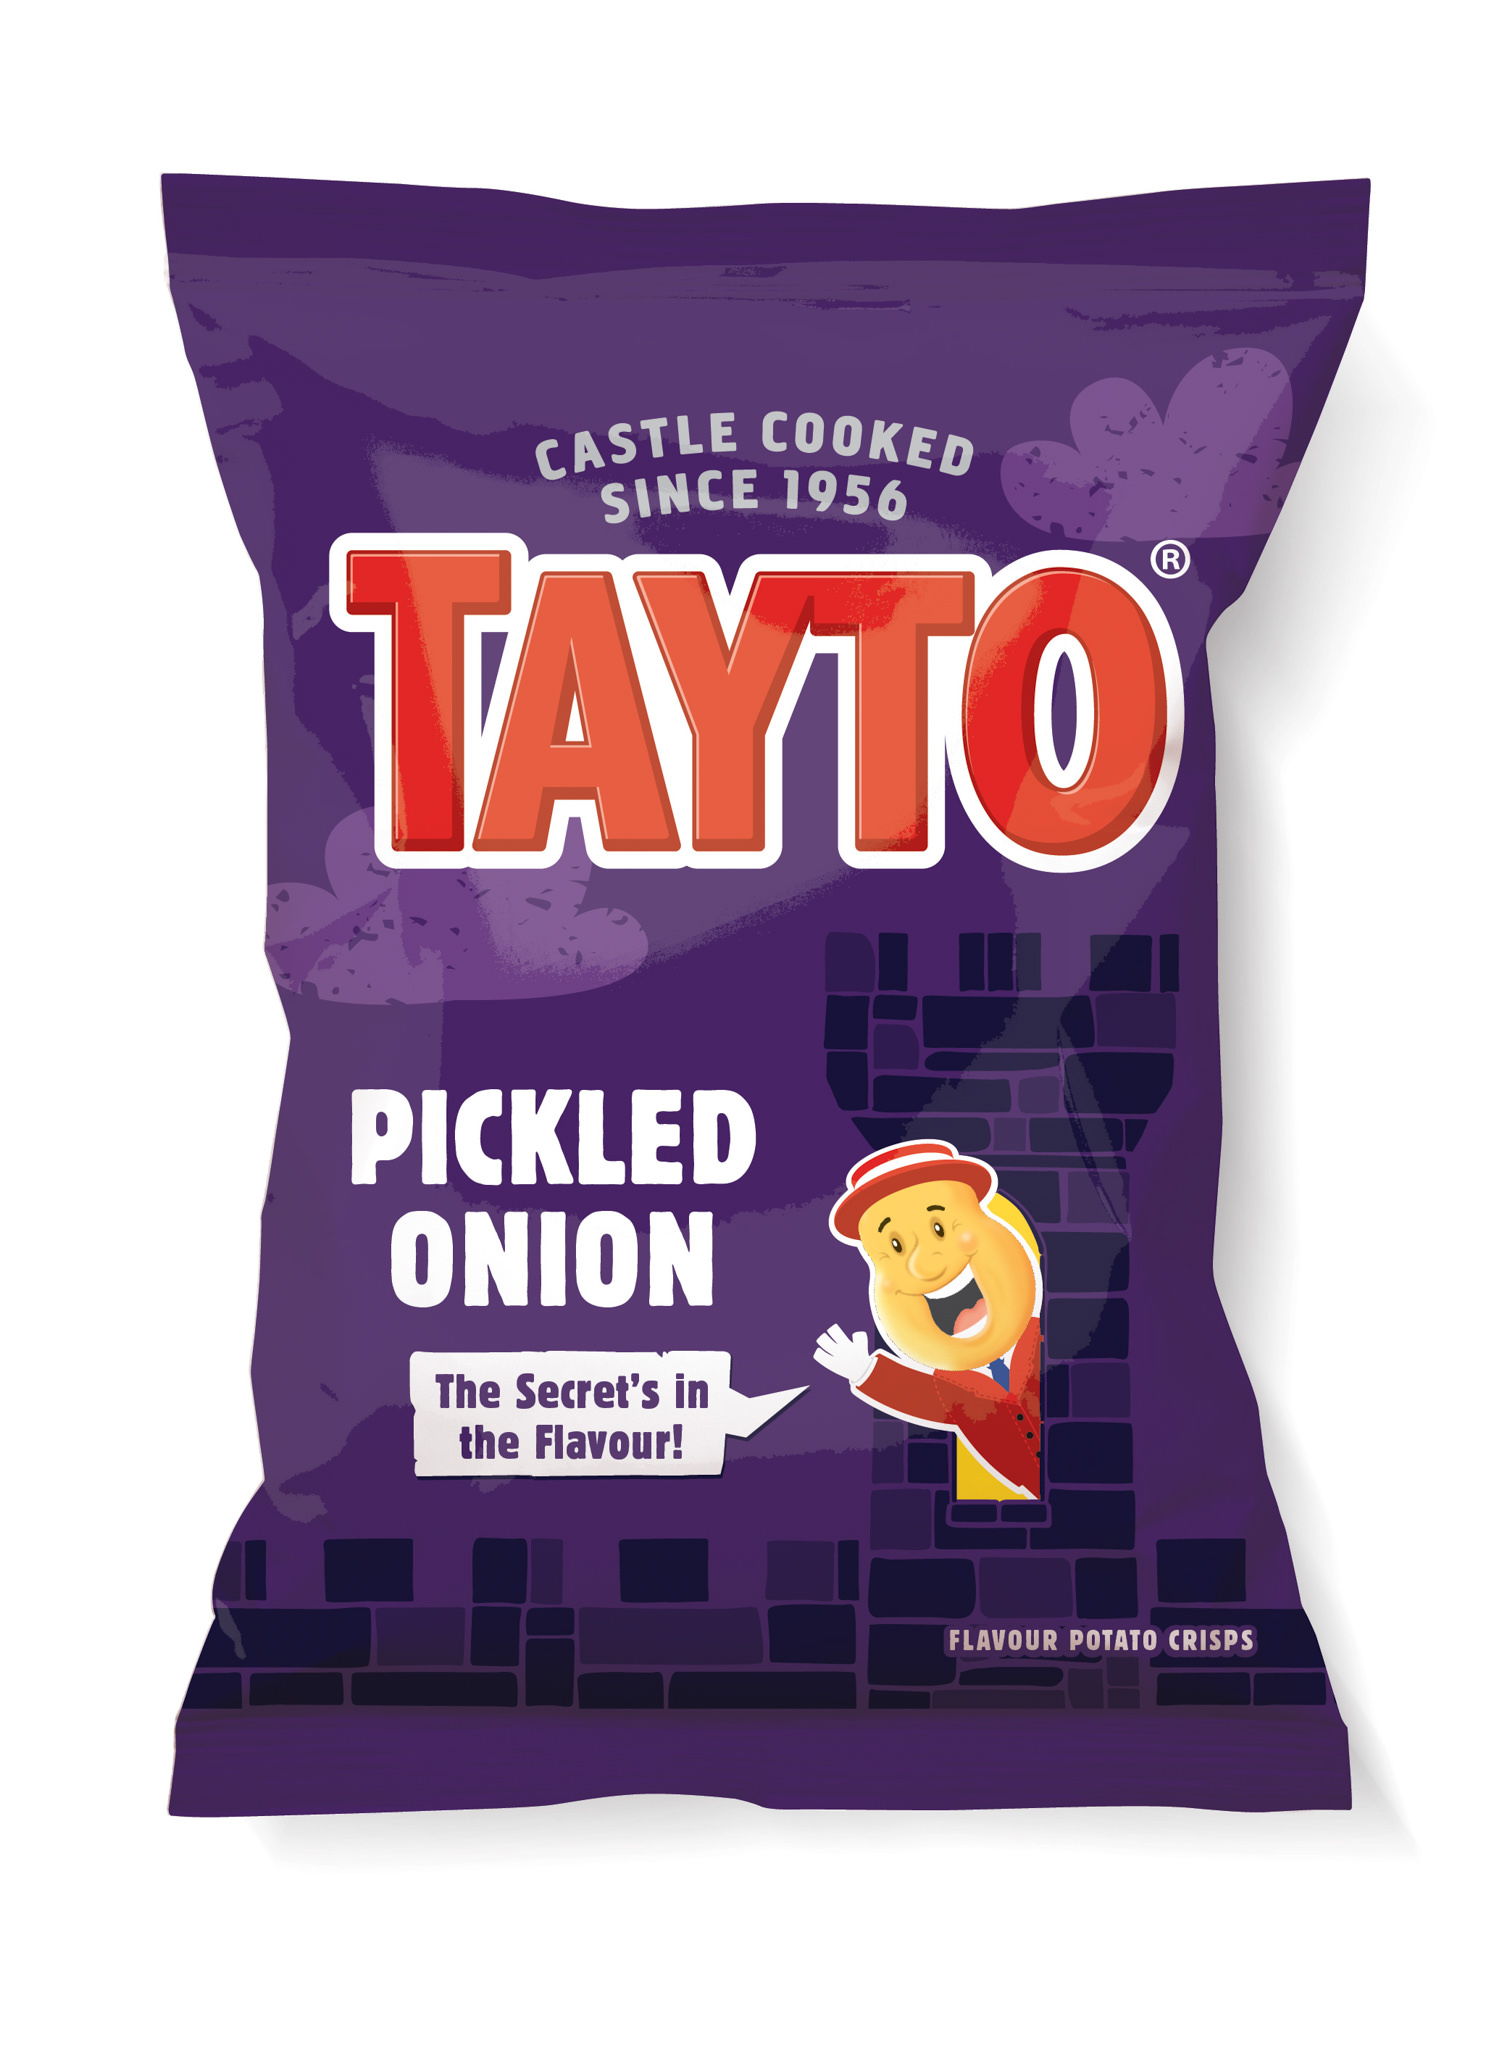 CASTLE COOKED
SINCE 1956
TAYTO®
PICKLED
ONION
The Secret's in
the Flavour!
FLAVOUR POTATO CRISPS